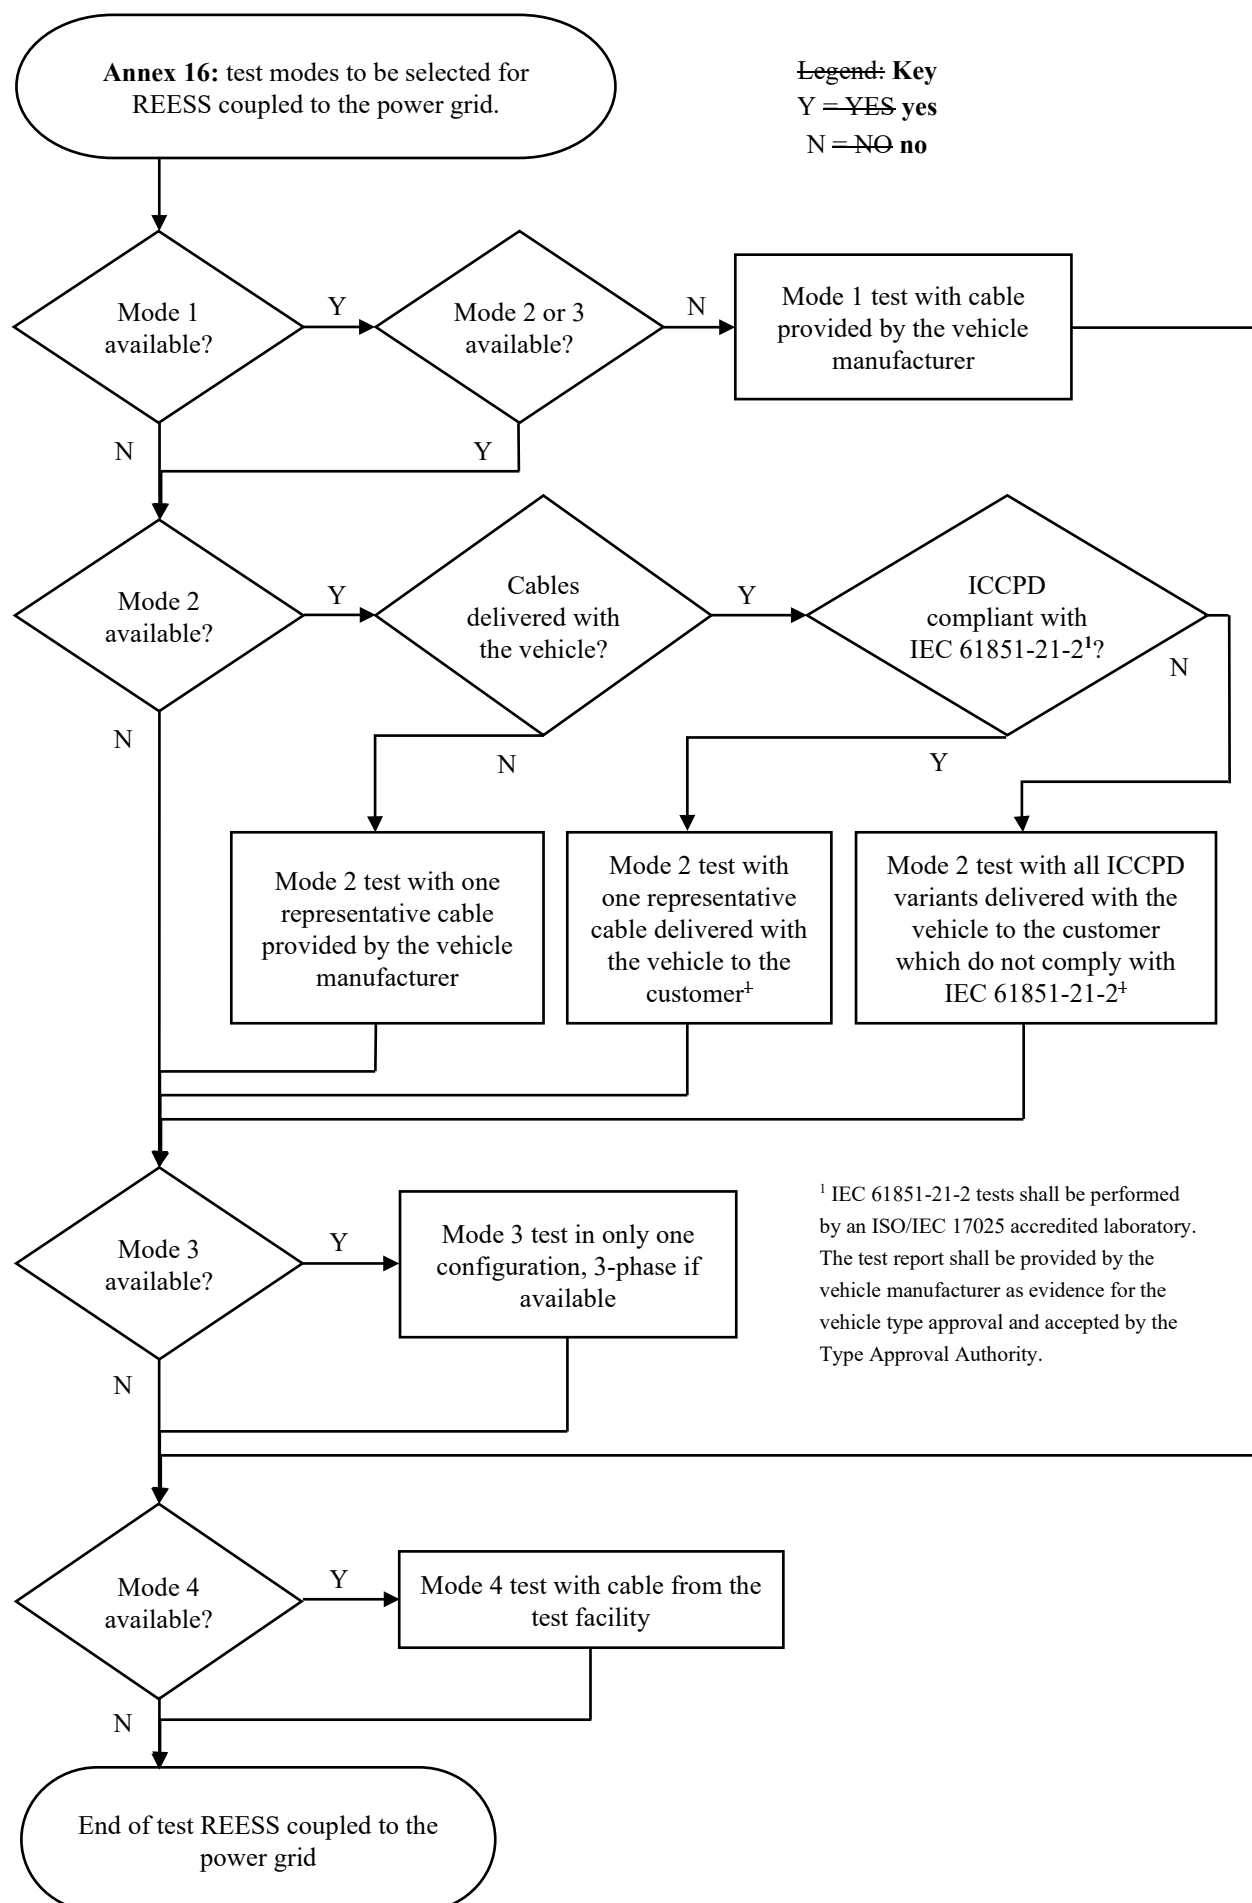 Annex 16: test modes to be selected for
REESS coupled to the power grid.
Legend: Key
Y = YES yes
N = NO no
Mode 1
available?
Y
Mode 2 or 3
available?
N
Mode 1 test with cable
provided by the vehicle
manufacturer
N
Y
Mode 2
available?
Y
Cables
delivered with
the vehicle?
Y
ICCPD
compliant with
IEC 61851-21-2¹?
N
N
N
Y
Mode 2 test with one
representative cable
provided by the vehicle
manufacturer
Mode 2 test with
one representative
cable delivered with
the vehicle to the
customer¹
Mode 2 test with all ICCPD
variants delivered with the
vehicle to the customer
which do not comply with
IEC 61851-21-2¹
Mode 3
available?
Y
Mode 3 test in only one
configuration, 3-phase if
available
¹ IEC 61851-21-2 tests shall be performed
by an ISO/IEC 17025 accredited laboratory.
The test report shall be provided by the
vehicle manufacturer as evidence for the
vehicle type approval and accepted by the
Type Approval Authority.
N
Mode 4
available?
Y
Mode 4 test with cable from the
test facility
N
End of test REESS coupled to the
power grid